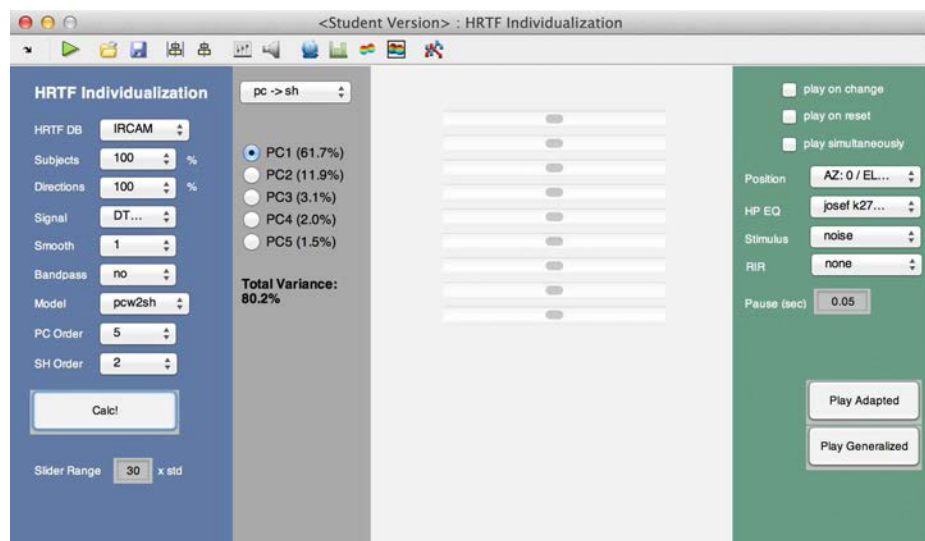 <Student Version> : HRTF Individualization
HRTF Individualization
HRTF DB IRCAM
Subjects 100 %
Directions 100 %
Signal DT...
Smooth 1
Bandpass no
Model pcw2sh
PC Order 5
SH Order 2
Calc!
Slider Range 30 x std
pc -> sh
PC1 (61.7%)
PC2 (11.9%)
PC3 (3.1%)
PC4 (2.0%)
PC5 (1.5%)
Total Variance:
80.2%
play on change
play on reset
play simultaneously
Position AZ: 0 / EL...
HP EQ josef k27...
Stimulus noise
RIR none
Pause (sec) 0.05
Play Adapted
Play Generalized